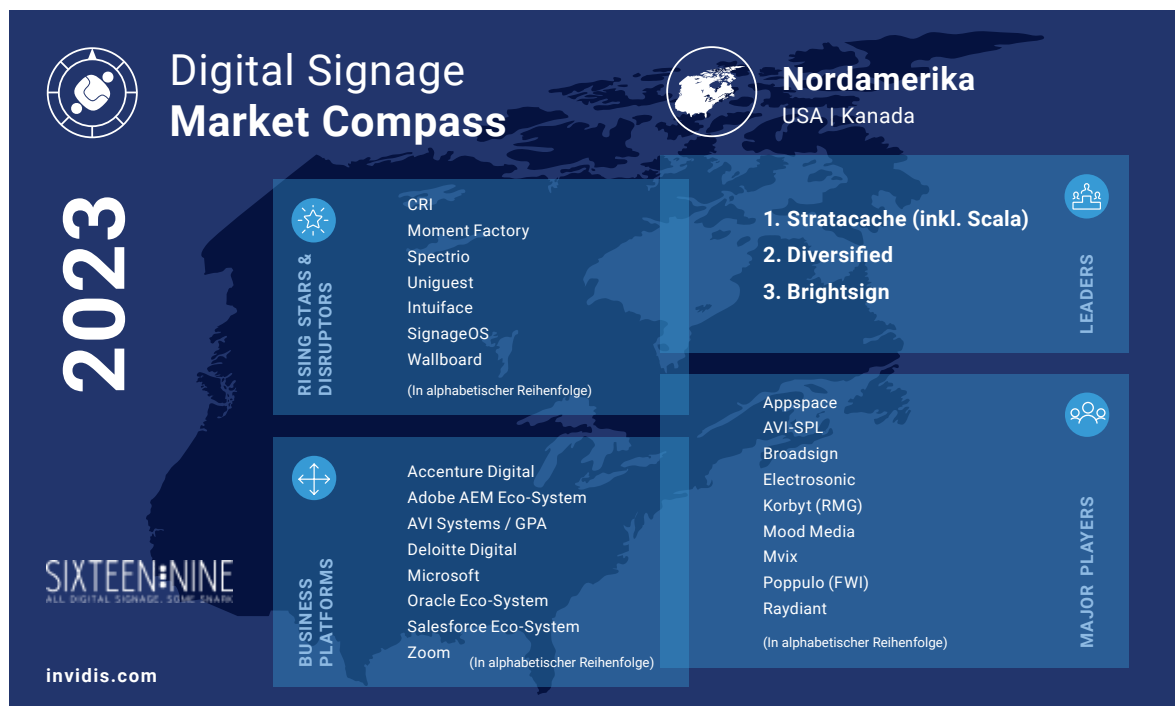 Digital Signage
Market Compass
Nordamerika
USA | Kanada
2023
RISING STARS &
DISRUPTORS
CRI
Moment Factory
Spectrio
Uniguest
Intuiface
SignageOS
Wallboard
(In alphabetischer Reihenfolge)
1. Stratacache (inkl. Scala)
2. Diversified
3. Brightsign
LEADERS
BUSINESS
PLATFORMS
Accenture Digital
Adobe AEM Eco-System
AVI Systems / GPA
Deloitte Digital
Microsoft
Oracle Eco-System
Salesforce Eco-System
Zoom
(In alphabetischer Reihenfolge)
Appspace
AVI-SPL
Broadsign
Electrosonic
Korbyt (RMG)
Mood Media
Mvix
Poppulo (FWI)
Raydiant
(In alphabetischer Reihenfolge)
MAJOR PLAYERS
SIXTEEN:NINE
ALL DIGITAL SIGNAGE. SOME SNARK
invidis.com